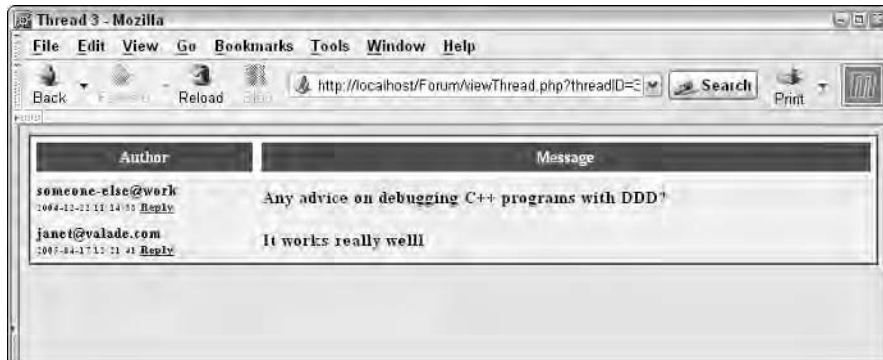 Thread 3 - Mozilla
File Edit View Go Bookmarks Tools Window Help
Back Reload Stop http://localhost/Forum/viewThread.php?threadID=3 Search Print
Author Message
someone-else@work
Any advice on debugging C++ programs with DDD?
Reply
janet@valade.com
It works really well!
Reply